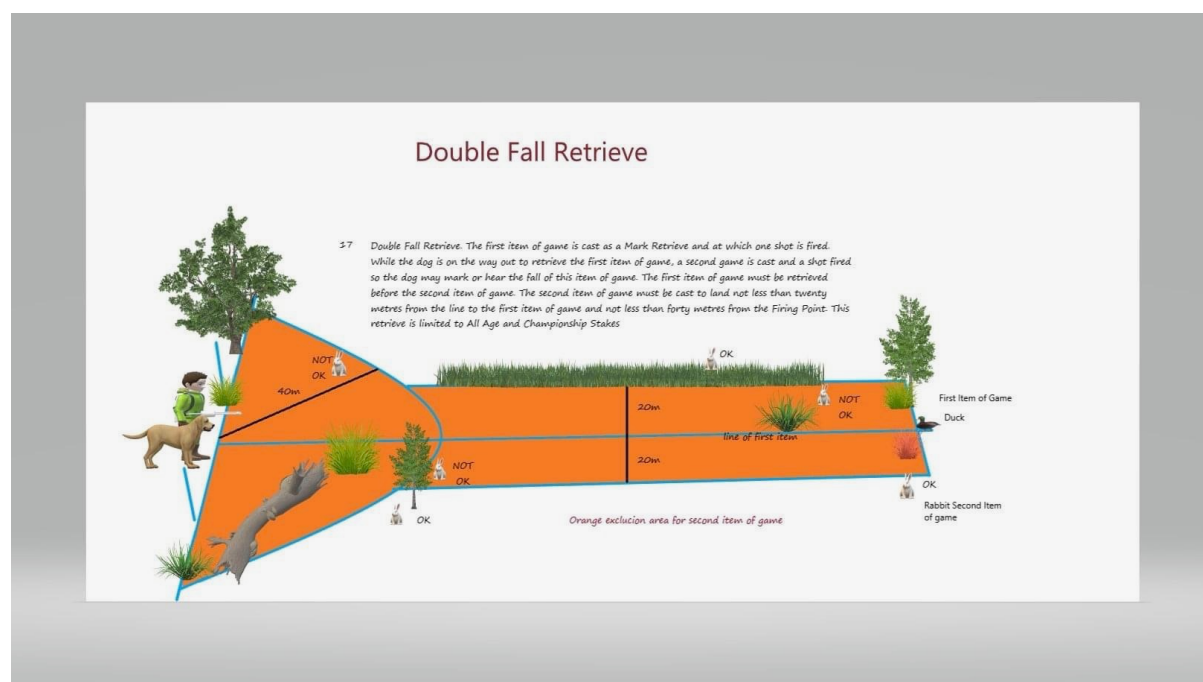 Double Fall Retrieve
17 Double Fall Retrieve. The first item of game is cast as a Mark Retrieve and at which one shot is fired.
While the dog is on the way out to retrieve the first item of game, a second game is cast and a shot fired
so the dog may mark or hear the fall of this item of game. The first item of game must be retrieved
before the second item of game. The second item of game must be cast to land not less than twenty
metres from the line to the first item of game and not less than forty metres from the Firing Point. This
retrieve is limited to All Age and Championship Stakes
NOT
OK
40m
OK
20m
NOT
OK
First Item of Game
Duck
line of first item
20m
NOT
OK
OK
OK
Rabbit Second Item
of game
Orange exclution area for second item of game